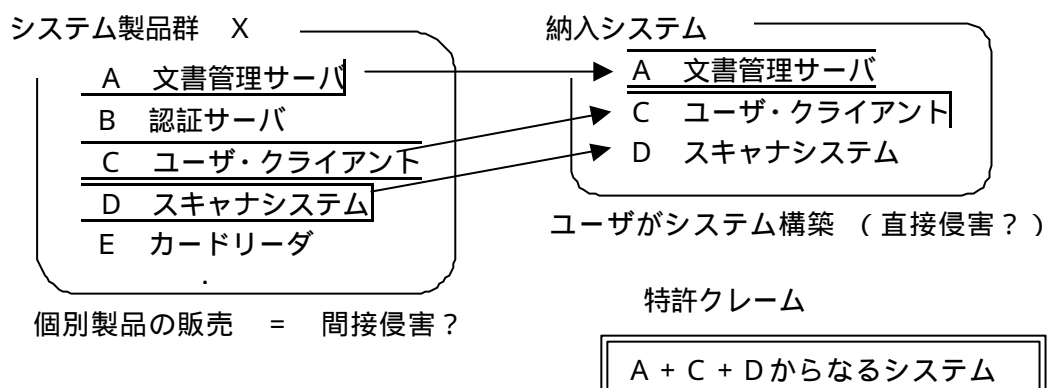 システム製品群　X
A　文書管理サーバ
B　認証サーバ
C　ユーザ・クライアント
D　スキャナシステム
E　カードリーダ
．
個別製品の販売　=　間接侵害？
納入システム
A　文書管理サーバ
C　ユーザ・クライアント
D　スキャナシステム
ユーザがシステム構築　（直接侵害？）
特許クレーム
A + C + Dからなるシステム